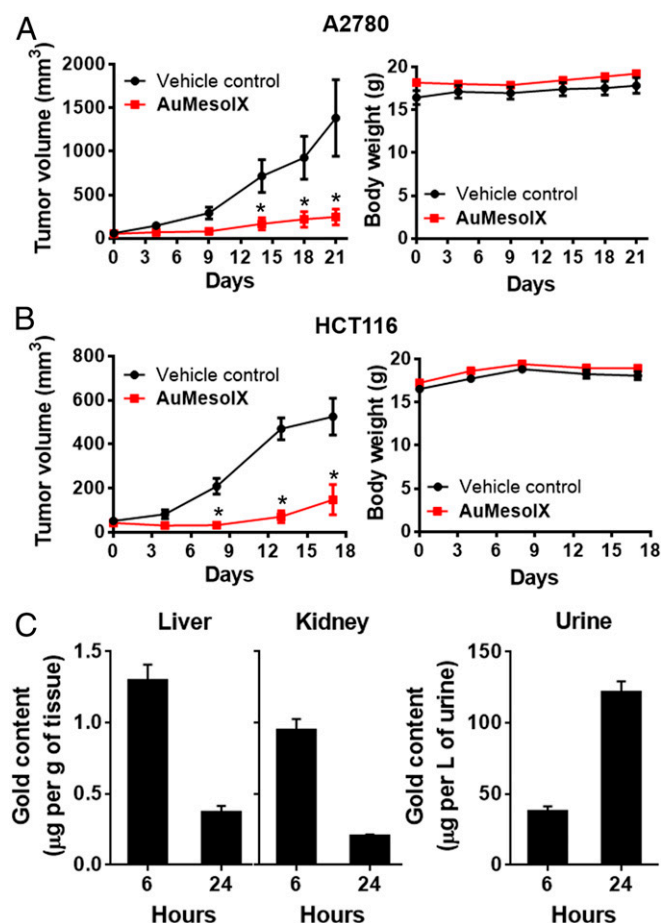 A
A2780
Tumor volume (mm³)
2000
1500
1000
500
0
Vehicle control
AuMesoIX
* * *
0 3 6 9 12 15 18 21
Days
Body weight (g)
20
15
10
5
0
Vehicle control
AuMesoIX
0 3 6 9 12 15 18 21
Days
B
HCT116
Tumor volume (mm³)
800
600
400
200
0
Vehicle control
AuMesoIX
* * *
0 3 6 9 12 15 18
Days
Body weight (g)
20
15
10
5
0
Vehicle control
AuMesoIX
0 3 6 9 12 15 18
Days
C
Liver
Kidney
Urine
Gold content
(µg per g of tissue)
1.5
1.0
0.5
0.0
6 24
Hours
6 24
Hours
Gold content
(µg per L of urine)
150
100
50
0
6 24
Hours